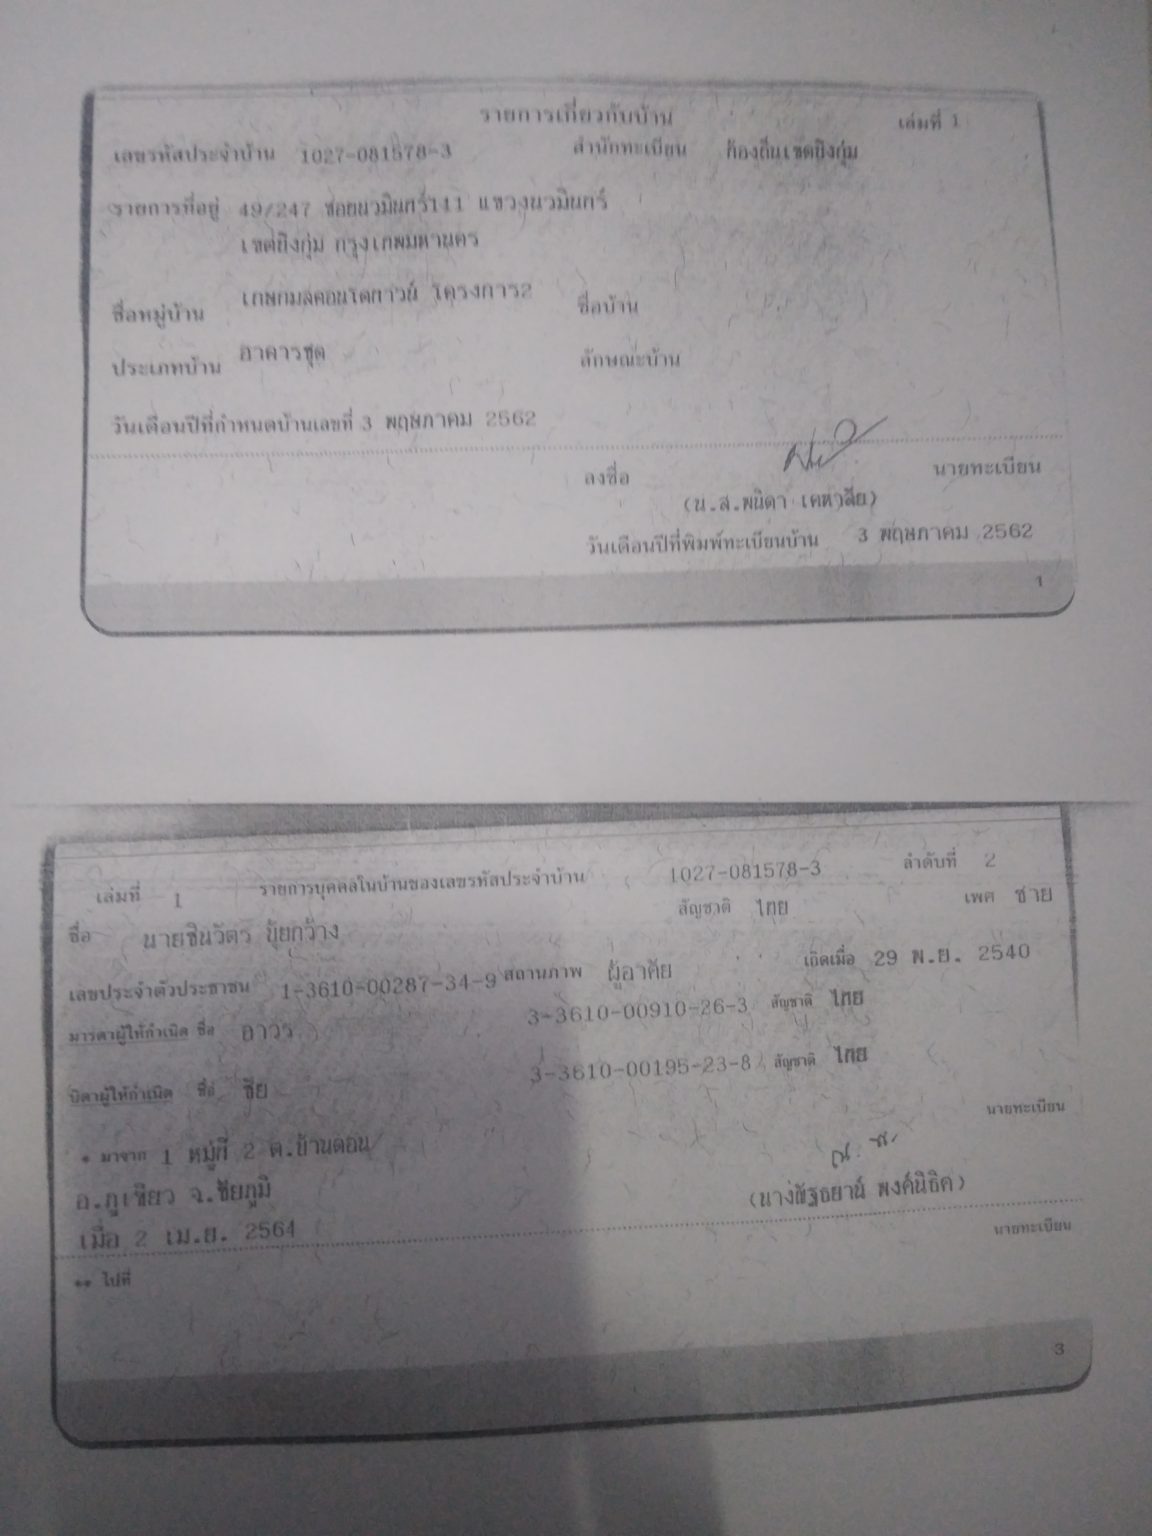 รายการเกี่ยวกับบ้าน เล่มที่ 1
เลขรหัสประจำบ้าน 1027-081578-3 สำนักทะเบียน ท้องถิ่นเขตบึงกุ่ม
รายการที่อยู่ 49/247 ซอยนวมินทร์111 แขวงนวมินทร์
เขตบึงกุ่ม กรุงเทพมหานคร
ชื่อหมู่บ้าน เกษกมลคอนโดทาวน์ โครงการ2 ชื่อบ้าน
ประเภทบ้าน อาคารชุด ลักษณะบ้าน
วันเดือนปีที่กำหนดบ้านเลขที่ 3 พฤษภาคม 2562
ลงชื่อ นายทะเบียน
(น.ส.พนิดา เคหาสัย)
วันเดือนปีที่พิมพ์ทะเบียนบ้าน 3 พฤษภาคม 2562
1
เล่มที่ 1 รายการบุคคลในบ้านของเลขรหัสประจำบ้าน 1027-081578-3 ลำดับที่ 2
ชื่อ นายชินวัตร ยุ้ยกว้าง สัญชาติ ไทย เพศ ชาย
เลขประจำตัวประชาชน 1-3610-00287-34-9 สถานภาพ ผู้อาศัย เกิดเมื่อ 29 พ.ย. 2540
มารดาผู้ให้กำเนิด ชื่อ อาวร 3-3610-00910-26-3 สัญชาติ ไทย
บิดาผู้ให้กำเนิด ชื่อ ชัย 3-3610-00195-23-8 สัญชาติ ไทย
* มาจาก 1 หมู่ที่ 2 ต.บ้านดอน นายทะเบียน
อ.ภูเขียว จ.ชัยภูมิ (นางณัฐธยาน์ พงศ์นิธิศ)
เมื่อ 2 เม.ย. 2564
** ไปที่ นายทะเบียน
3